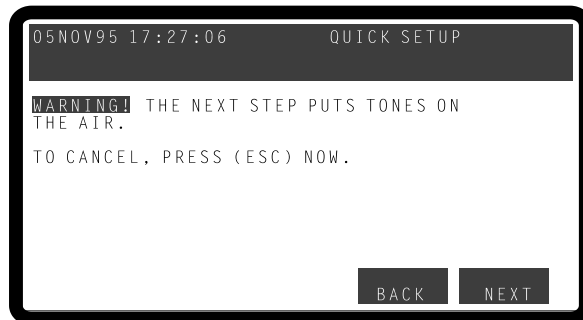 05NOV95 17:27:06 QUICK SETUP
WARNING! THE NEXT STEP PUTS TONES ON
THE AIR.
TO CANCEL, PRESS (ESC) NOW.
BACK NEXT